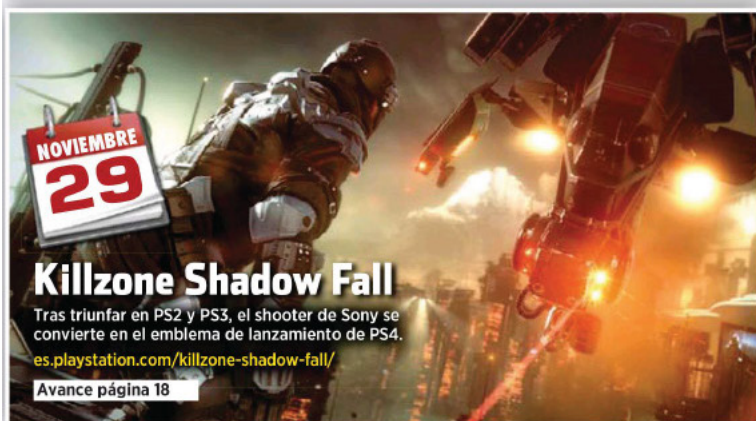 NOVIEMBRE
29
Killzone Shadow Fall
Tras triunfar en PS2 y PS3, el shooter de Sony se
convierte en el emblema de lanzamiento de PS4.
es.playstation.com/killzone-shadow-fall/
Avance página 18